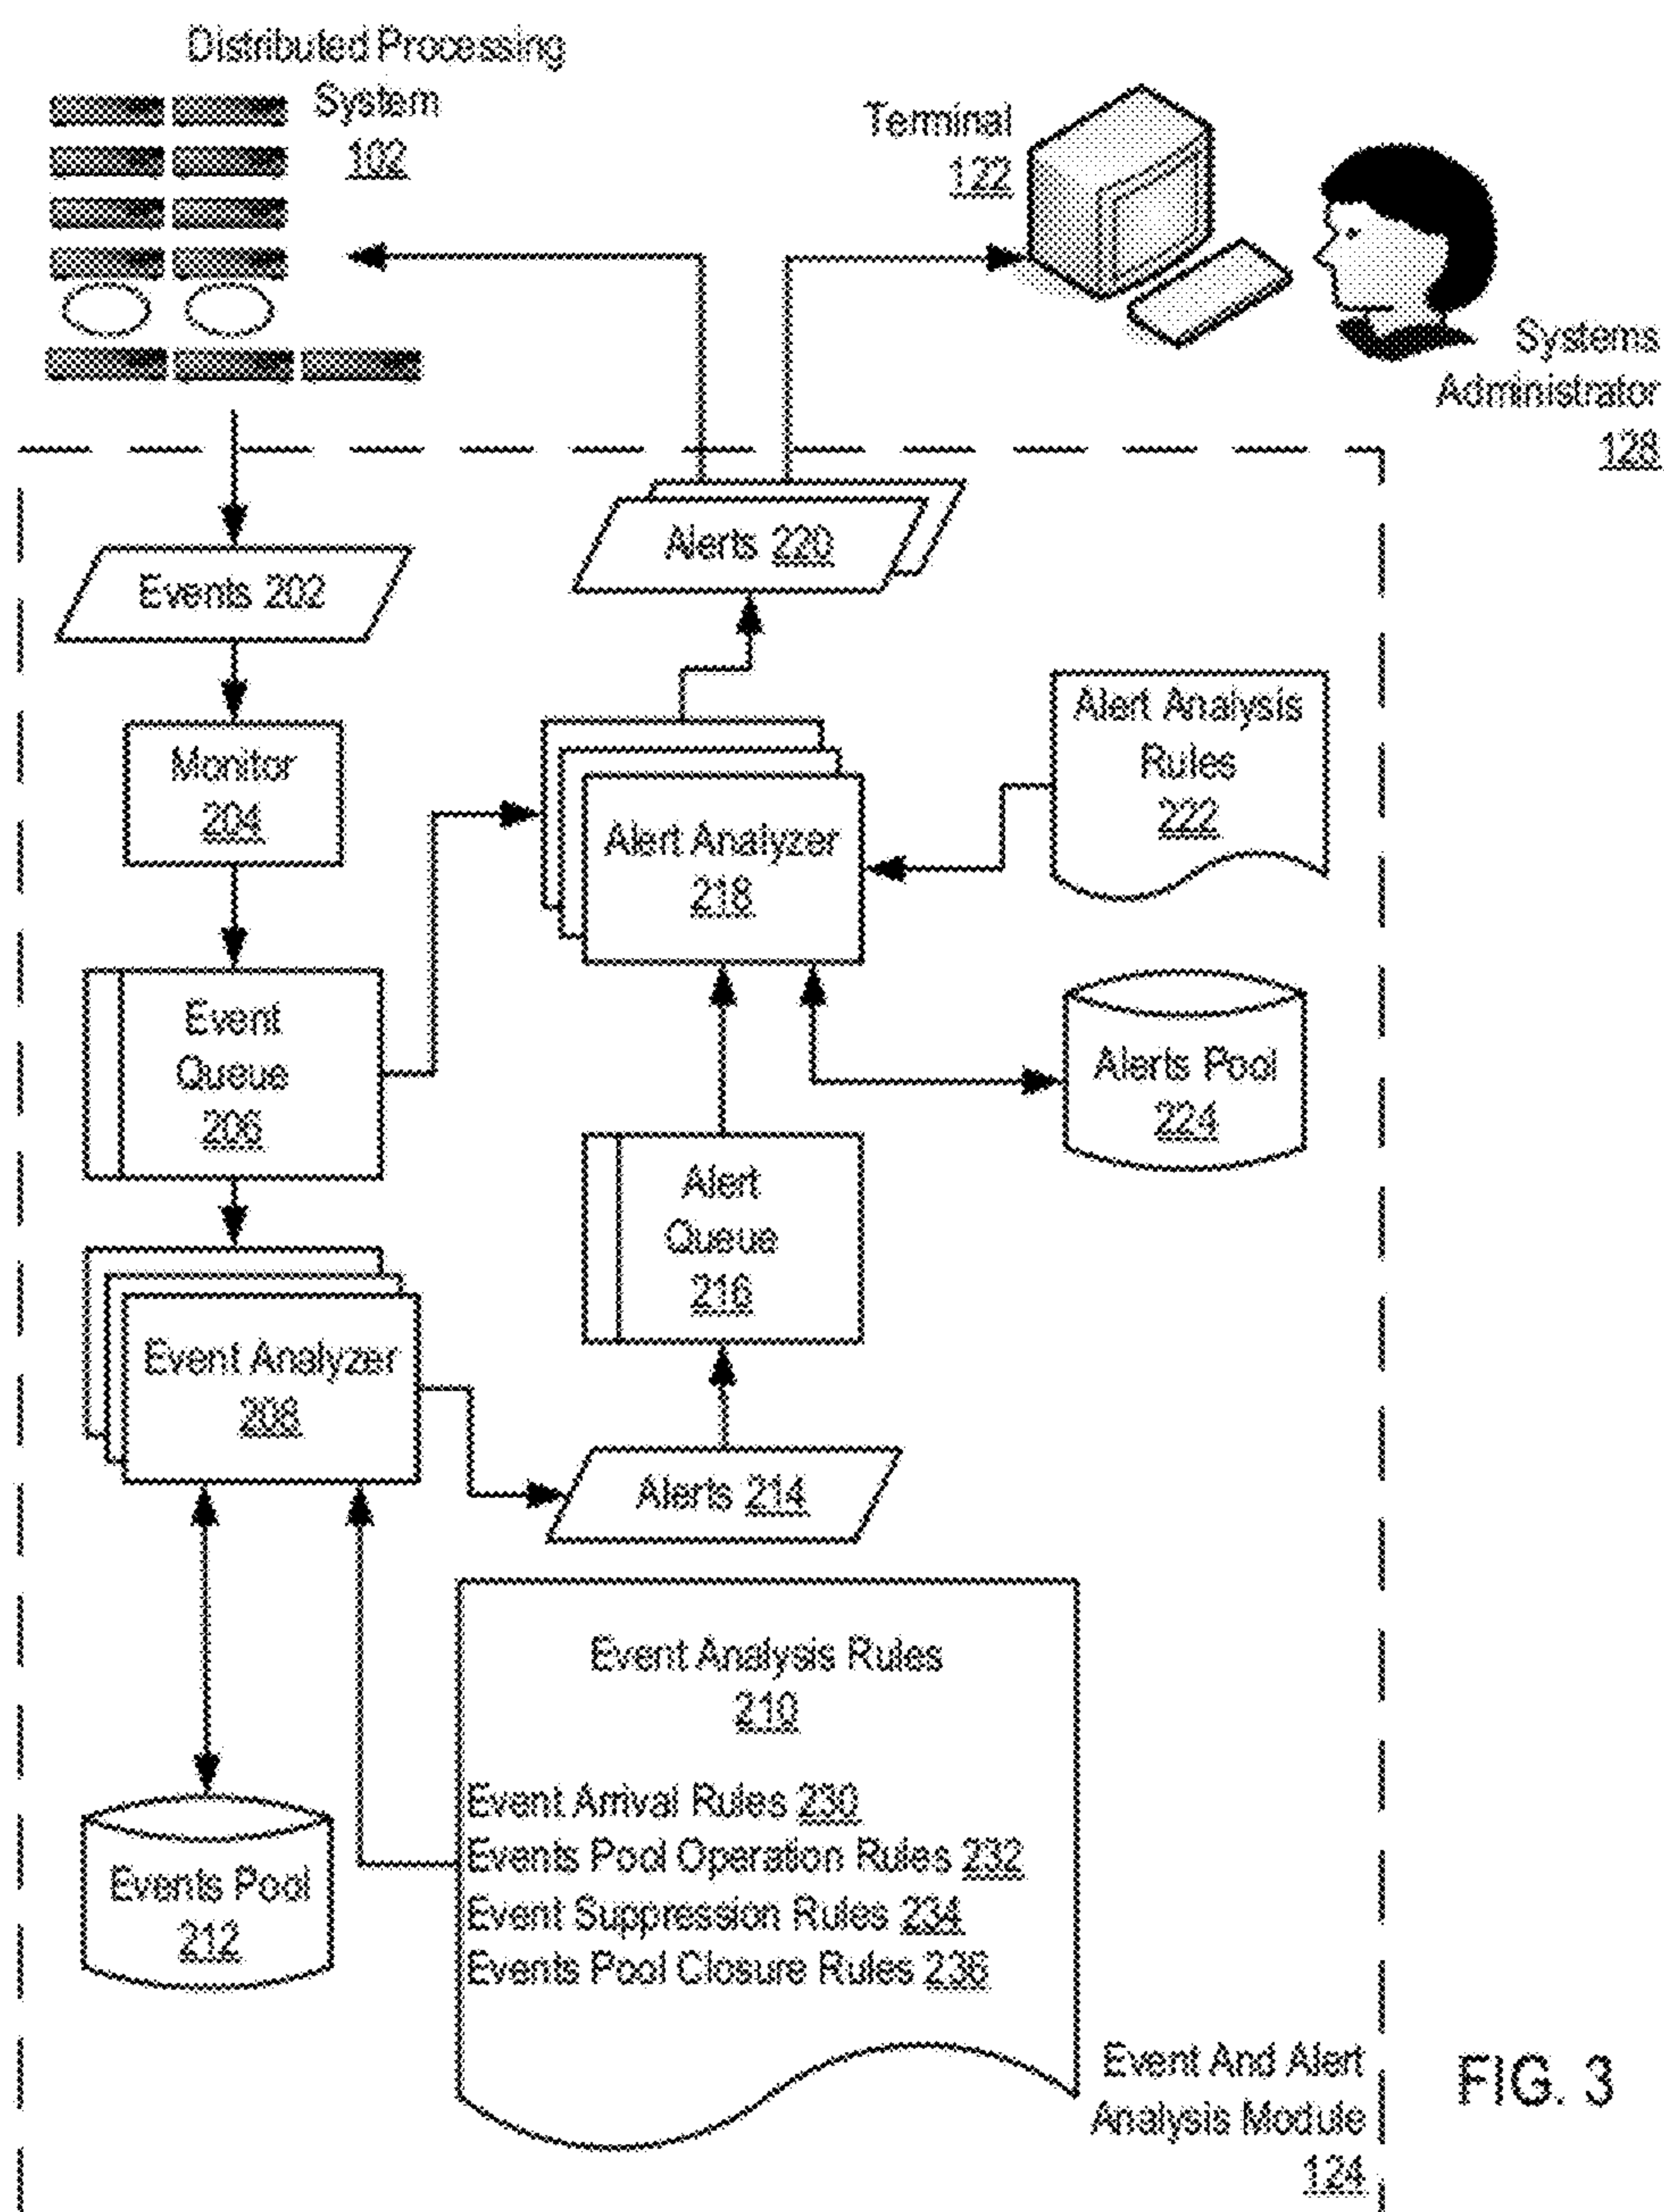 Distributed Processing
System
102
Terminal
122
Systems
Administrator
128
Alerts 220
Events 202
Monitor
204
Alert Analysis
Rules
222
Alert Analyzer
218
Event
Queue
206
Alerts Pool
224
Alert
Queue
216
Event Analyzer
208
Alerts 214
Event Analysis Rules
210
Event Arrival Rules 230
Events Pool Operation Rules 232
Event Suppression Rules 234
Events Pool Closure Rules 236
Events Pool
212
Event And Alert
Analysis Module
124
FIG. 3